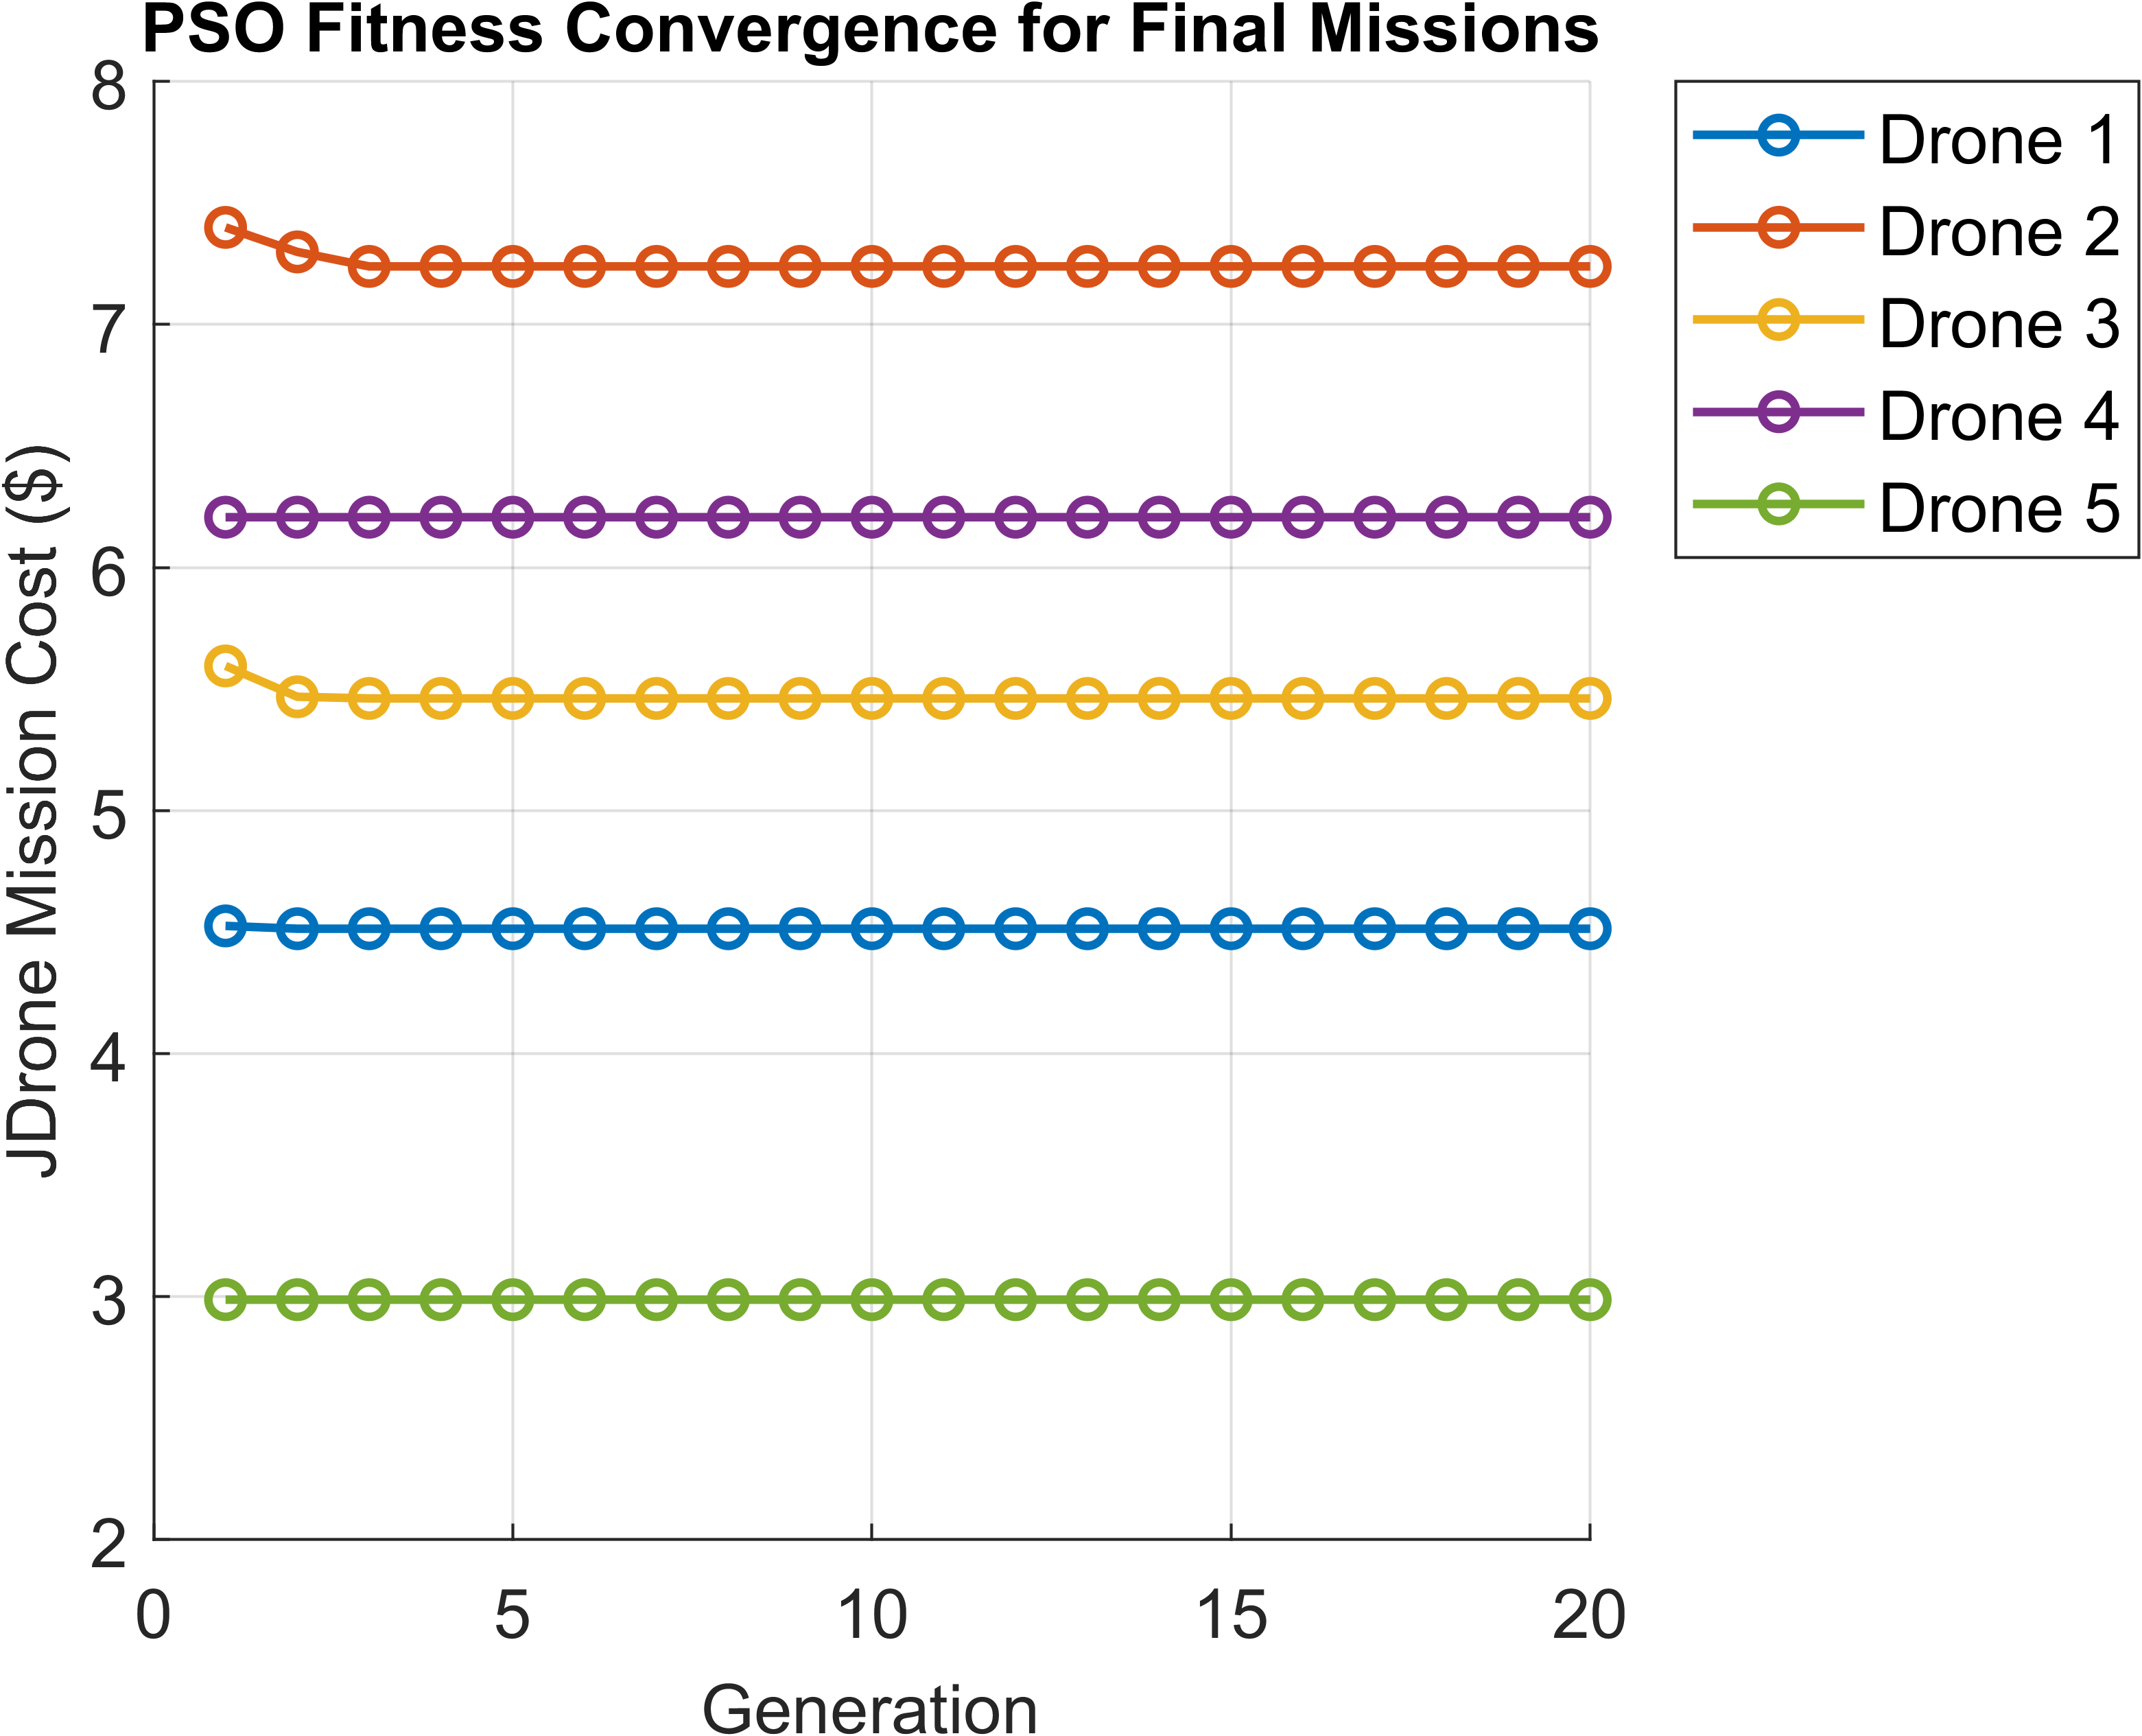 PSO Fitness Convergence for Final Missions
8
7
6
5
4
3
2
JDrone Mission Cost ($)
0 5 10 15 20
Generation
Drone 1
Drone 2
Drone 3
Drone 4
Drone 5